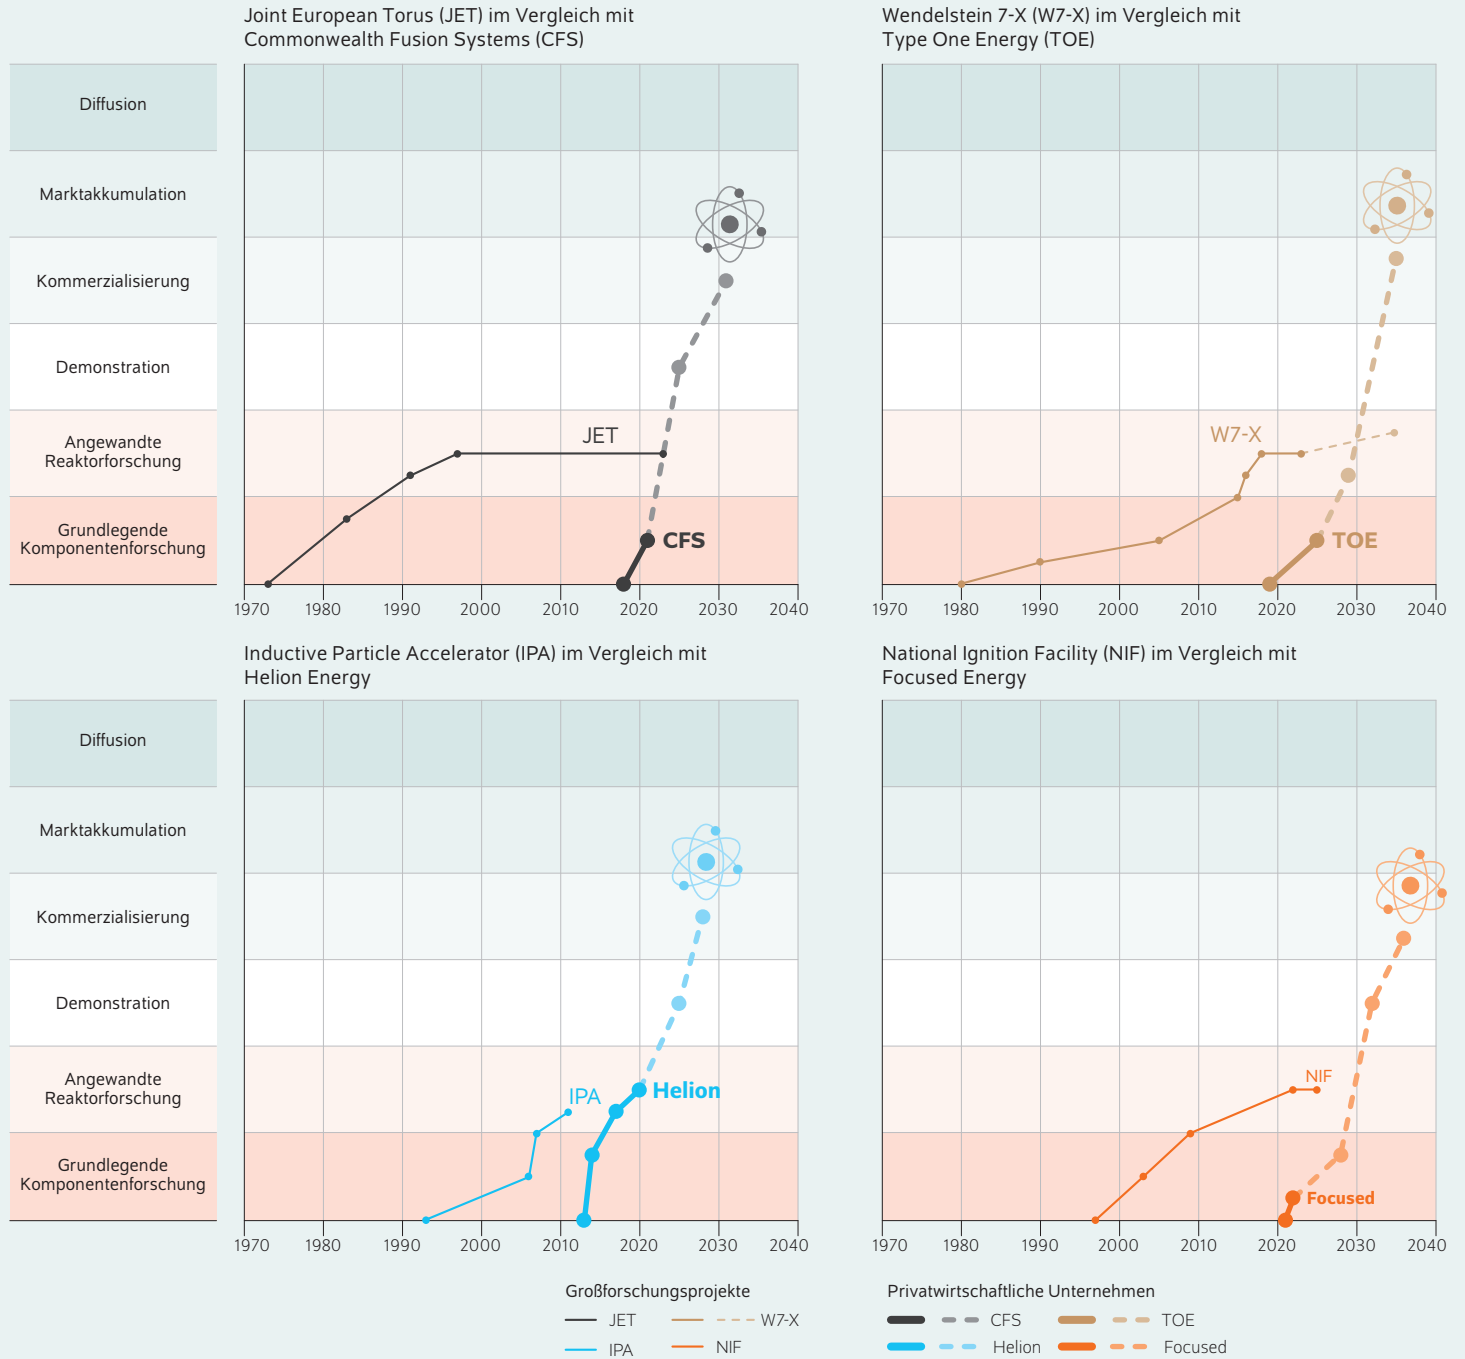 Joint European Torus (JET) im Vergleich mit
Commonwealth Fusion Systems (CFS)
Wendelstein 7-X (W7-X) im Vergleich mit
Type One Energy (TOE)
Diffusion
Marktakkumulation
Kommerzialisierung
Demonstration
Angewandte
Reaktorforschung
Grundlegende
Komponentenforschung
JET
CFS
1970 1980 1990 2000 2010 2020 2030 2040
W7-X
TOE
1970 1980 1990 2000 2010 2020 2030 2040
Inductive Particle Accelerator (IPA) im Vergleich mit
Helion Energy
National Ignition Facility (NIF) im Vergleich mit
Focused Energy
Diffusion
Marktakkumulation
Kommerzialisierung
Demonstration
Angewandte
Reaktorforschung
Grundlegende
Komponentenforschung
IPA
Helion
1970 1980 1990 2000 2010 2020 2030 2040
NIF
Focused
1970 1980 1990 2000 2010 2020 2030 2040
Großforschungsprojekte
JET W7-X
IPA NIF
Privatwirtschaftliche Unternehmen
CFS TOE
Helion Focused